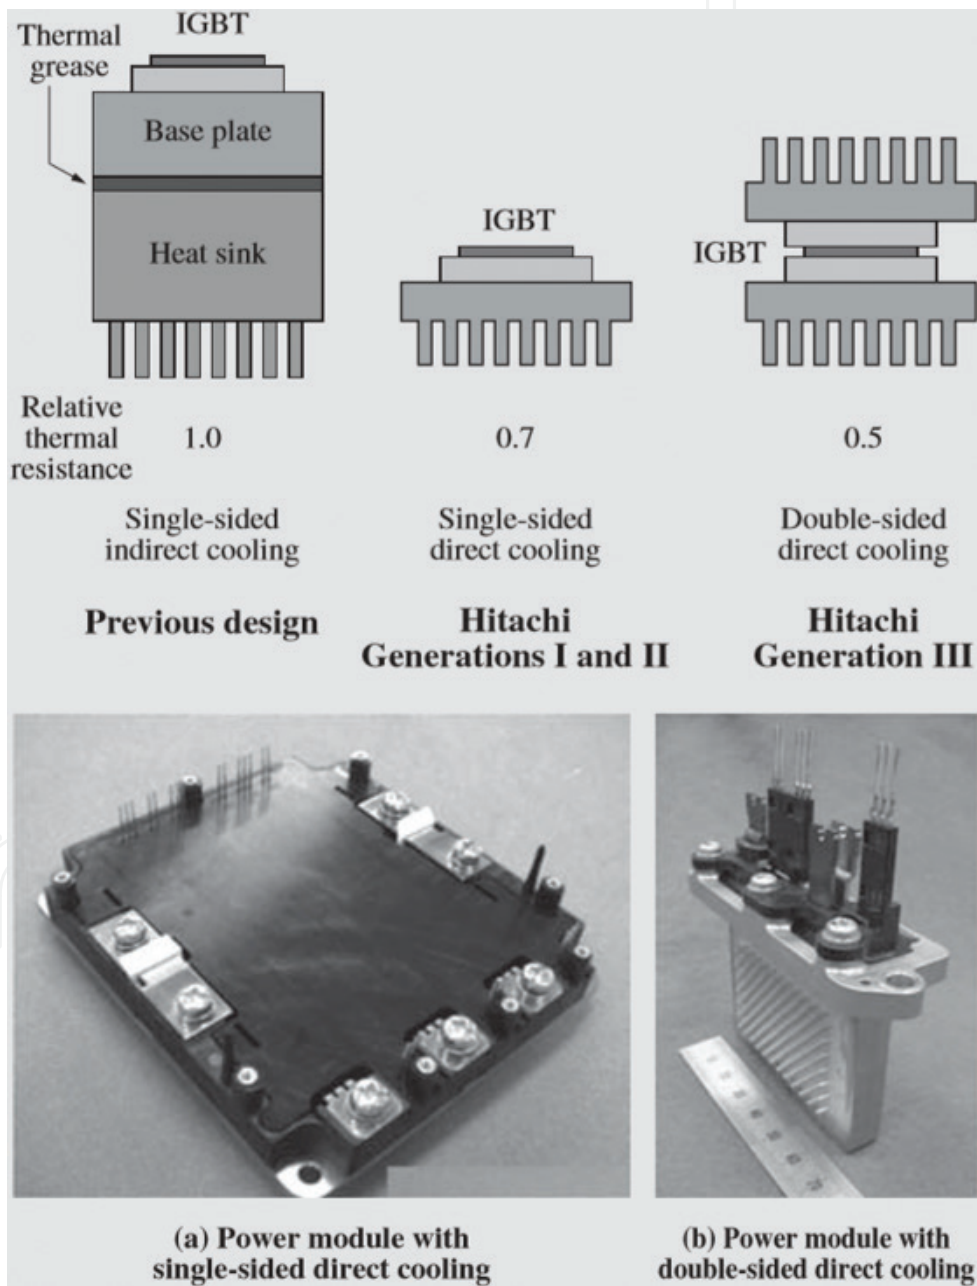 IGBT
Thermal
grease
Base plate
Heat sink
IGBT
IGBT
Relative
thermal
resistance
1.0
0.7
0.5
Single-sided
indirect cooling
Single-sided
direct cooling
Double-sided
direct cooling
Previous design
Hitachi
Generations I and II
Hitachi
Generation III
(a) Power module with
single-sided direct cooling
(b) Power module with
double-sided direct cooling